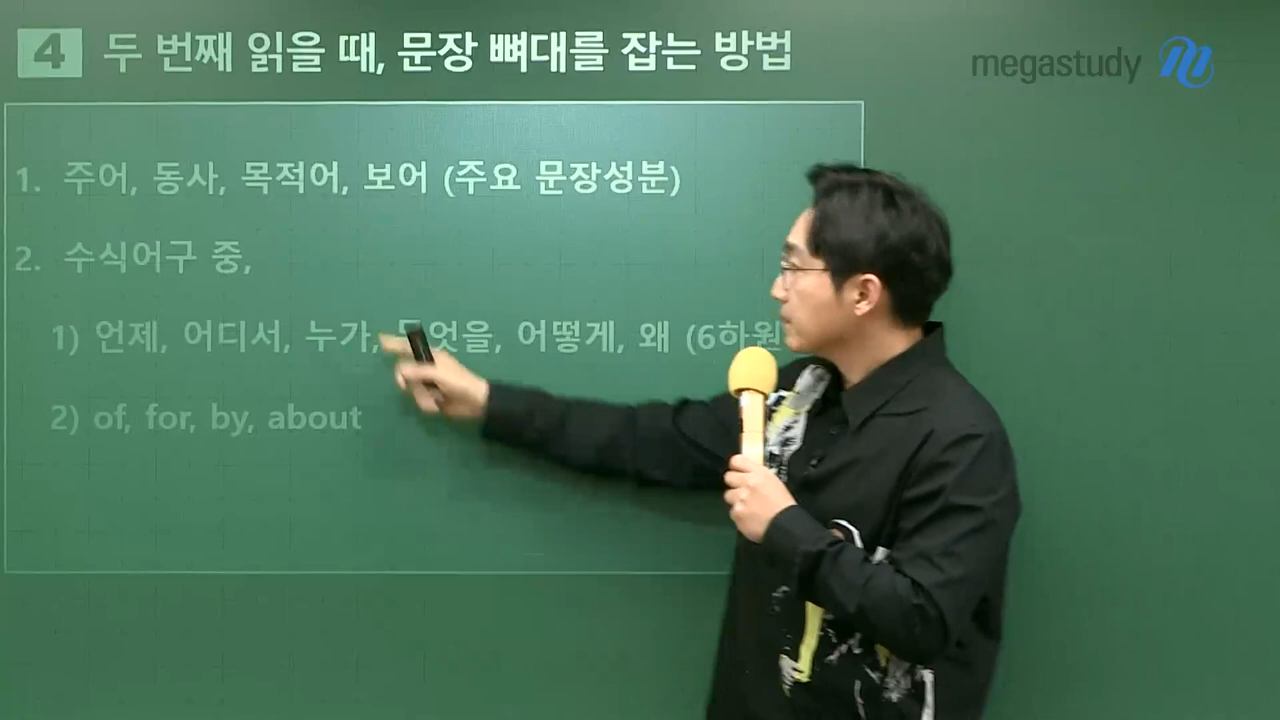 4 두 번째 읽을 때, 문장 뼈대를 잡는 방법
megastudy
1. 주어, 동사, 목적어, 보어 (주요 문장성분)
2. 수식어구 중,
1) 언제, 어디서, 누가, 어떻게, 왜 (6하원
2) of, for, by, about